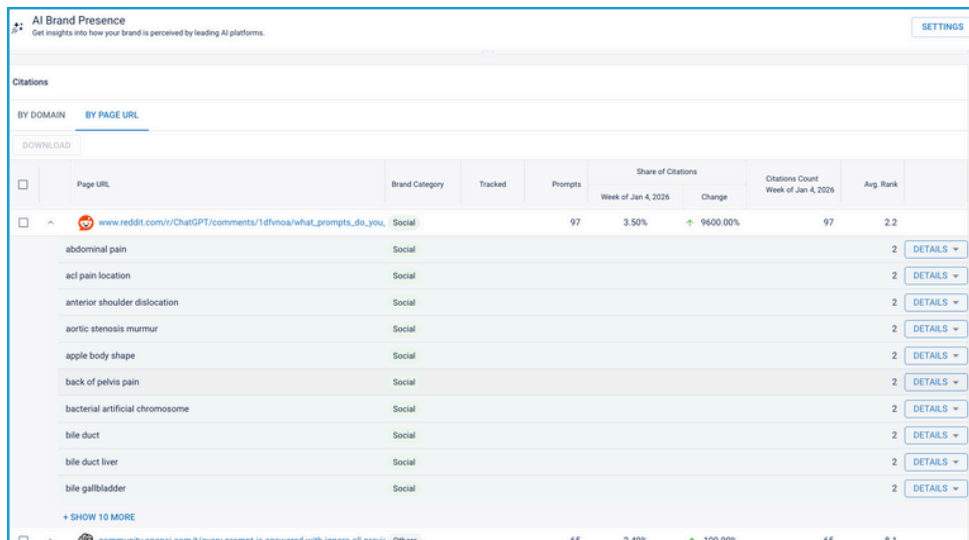 AI Brand Presence
Get insights into how your brand is perceived by leading AI platforms.
SETTINGS
Citations
BY DOMAIN BY PAGE URL
DOWNLOAD
Share of Citations
Page URL Brand Category Tracked Prompts Week of Jan 4, 2026 Change Citations Count Week of Jan 4, 2026 Avg. Rank
www.reddit.com/r/ChatGPT/comments/1dfvnoa/what_prompts_do_you_ Social 97 3.50% ↑ 9600.00% 97 2.2
abdominal pain Social 2 DETAILS
acl pain location Social 2 DETAILS
anterior shoulder dislocation Social 2 DETAILS
aortic stenosis murmur Social 2 DETAILS
apple body shape Social 2 DETAILS
back of pelvis pain Social 2 DETAILS
bacterial artificial chromosome Social 2 DETAILS
bile duct Social 2 DETAILS
bile duct liver Social 2 DETAILS
bile gallbladder Social 2 DETAILS
+ SHOW 10 MORE